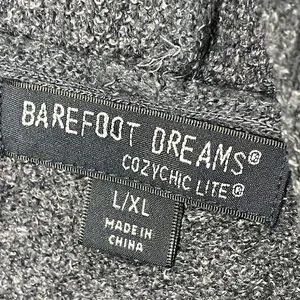 BAREFOOT DREAMS®
COZYCHIC LITE®
L/XL
MADE IN
CHINA